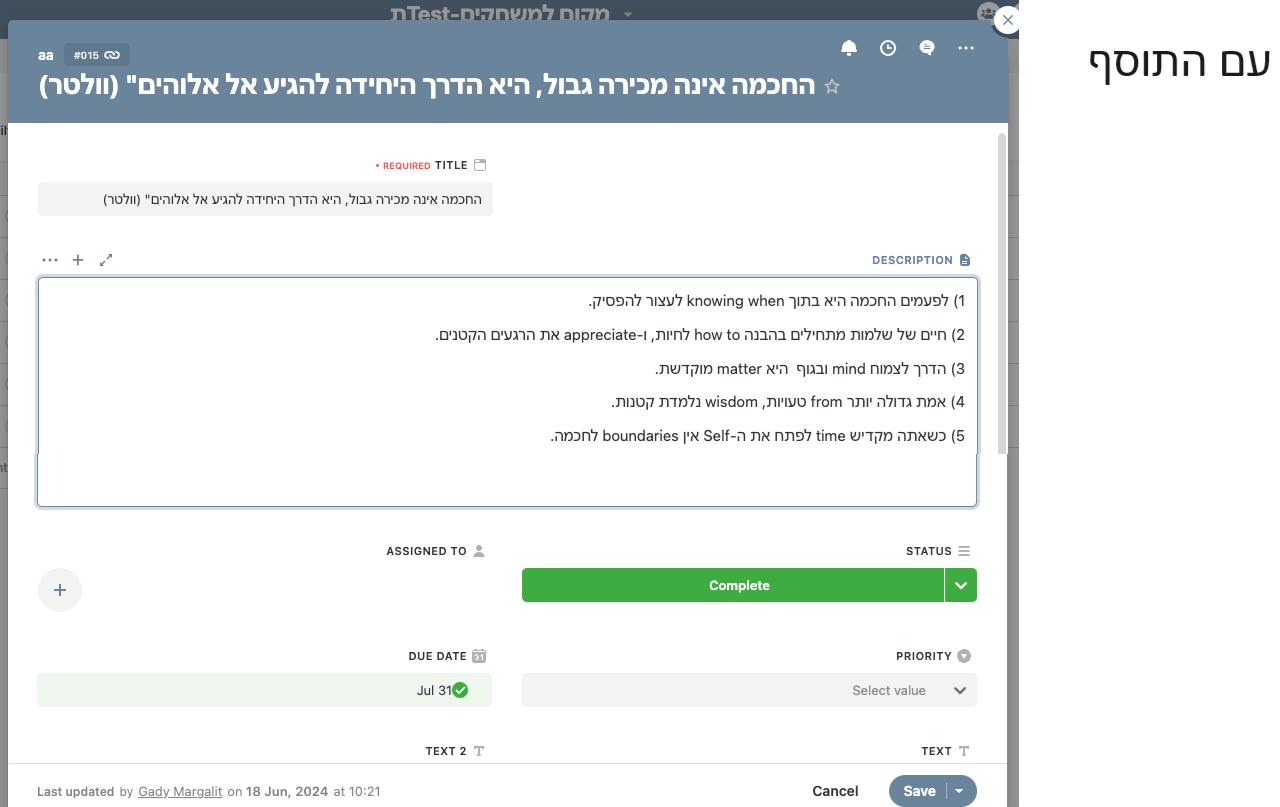 מקום למשחקים-Testת
עם התוסף
aa #015
החכמה אינה מכירה גבול, היא הדרך היחידה להגיע אל אלוהים" (וולטר)
TITLE • REQUIRED
החכמה אינה מכירה גבול, היא הדרך היחידה להגיע אל אלוהים" (וולטר)
DESCRIPTION
1) לפעמים החכמה היא בתוך knowing when לעצור להפסיק.
2) חיים של שלמות מתחילים בהבנה how to לחיות, ו-appreciate את הרגעים הקטנים.
3) הדרך לצמוח mind ובגוף  היא matter מוקדשת.
4) אמת גדולה יותר from טעויות, wisdom נלמדת קטנות.
5) כשאתה מקדיש time לפתח את ה-Self אין boundaries לחכמה.
STATUS
Complete
ASSIGNED TO
PRIORITY
Select value
DUE DATE
Jul 31
TEXT
TEXT 2
Last updated by Gady Margalit on 18 Jun, 2024 at 10:21
Cancel
Save